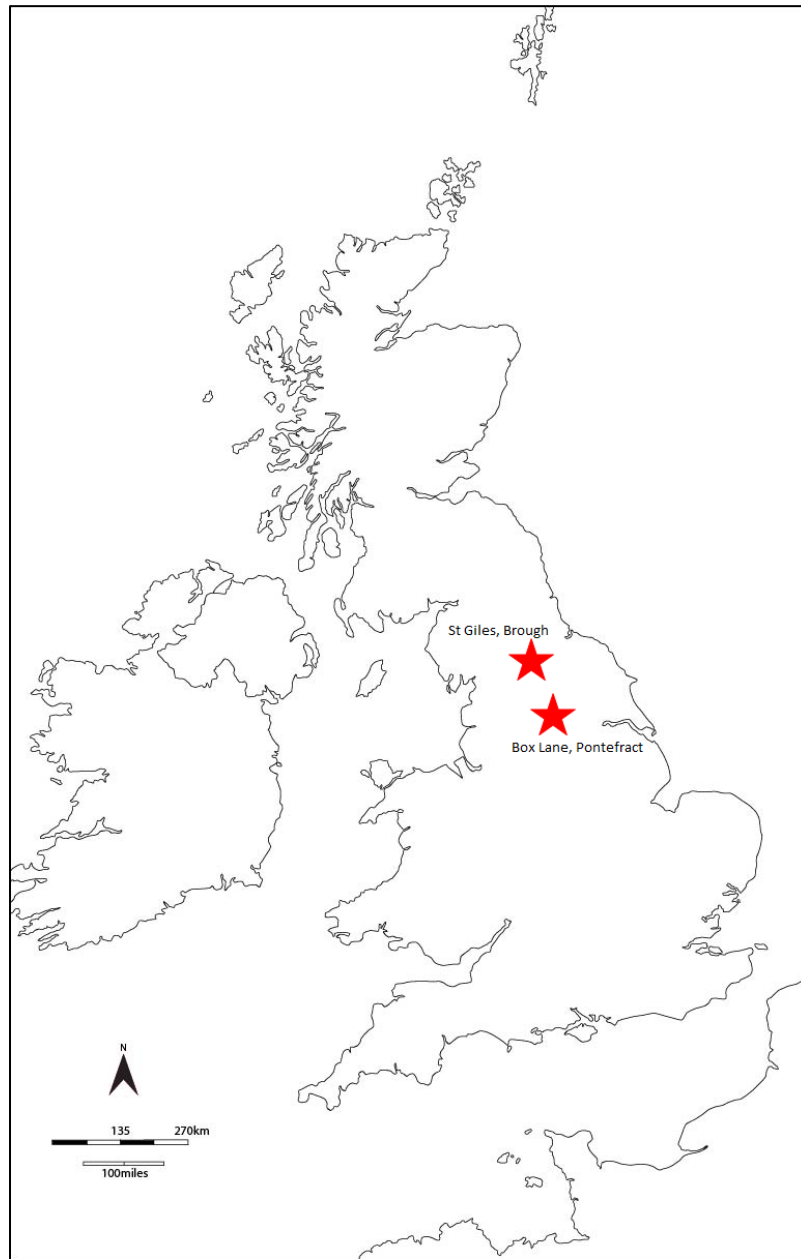 St Giles, Brough
Box Lane, Pontefract
N
135 270km
100miles